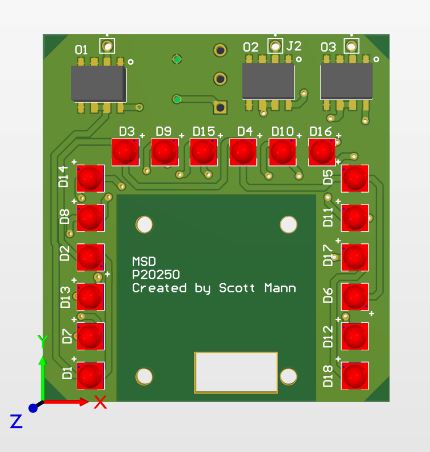 O1 O2 J2 O3
D3 D9 D15 D4 D10 D16
D14 D5
D8 D11
D2 D17
MSD
P20250
Created by Scott Mann
D13 D6
D7 D12
D1 D18
Y
X
Z